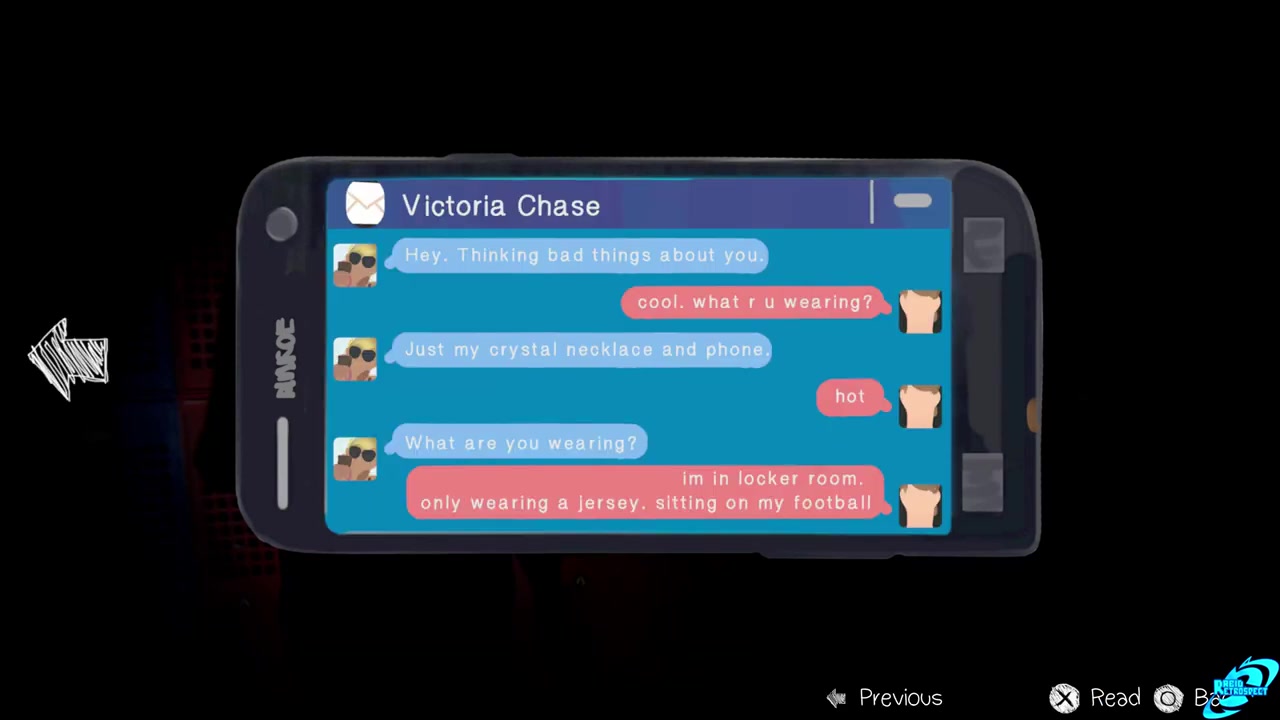 Victoria Chase
Hey. Thinking bad things about you.
cool. what r u wearing?
Just my crystal necklace and phone.
hot
What are you wearing?
im in locker room.
only wearing a jersey. sitting on my football
Previous
Read